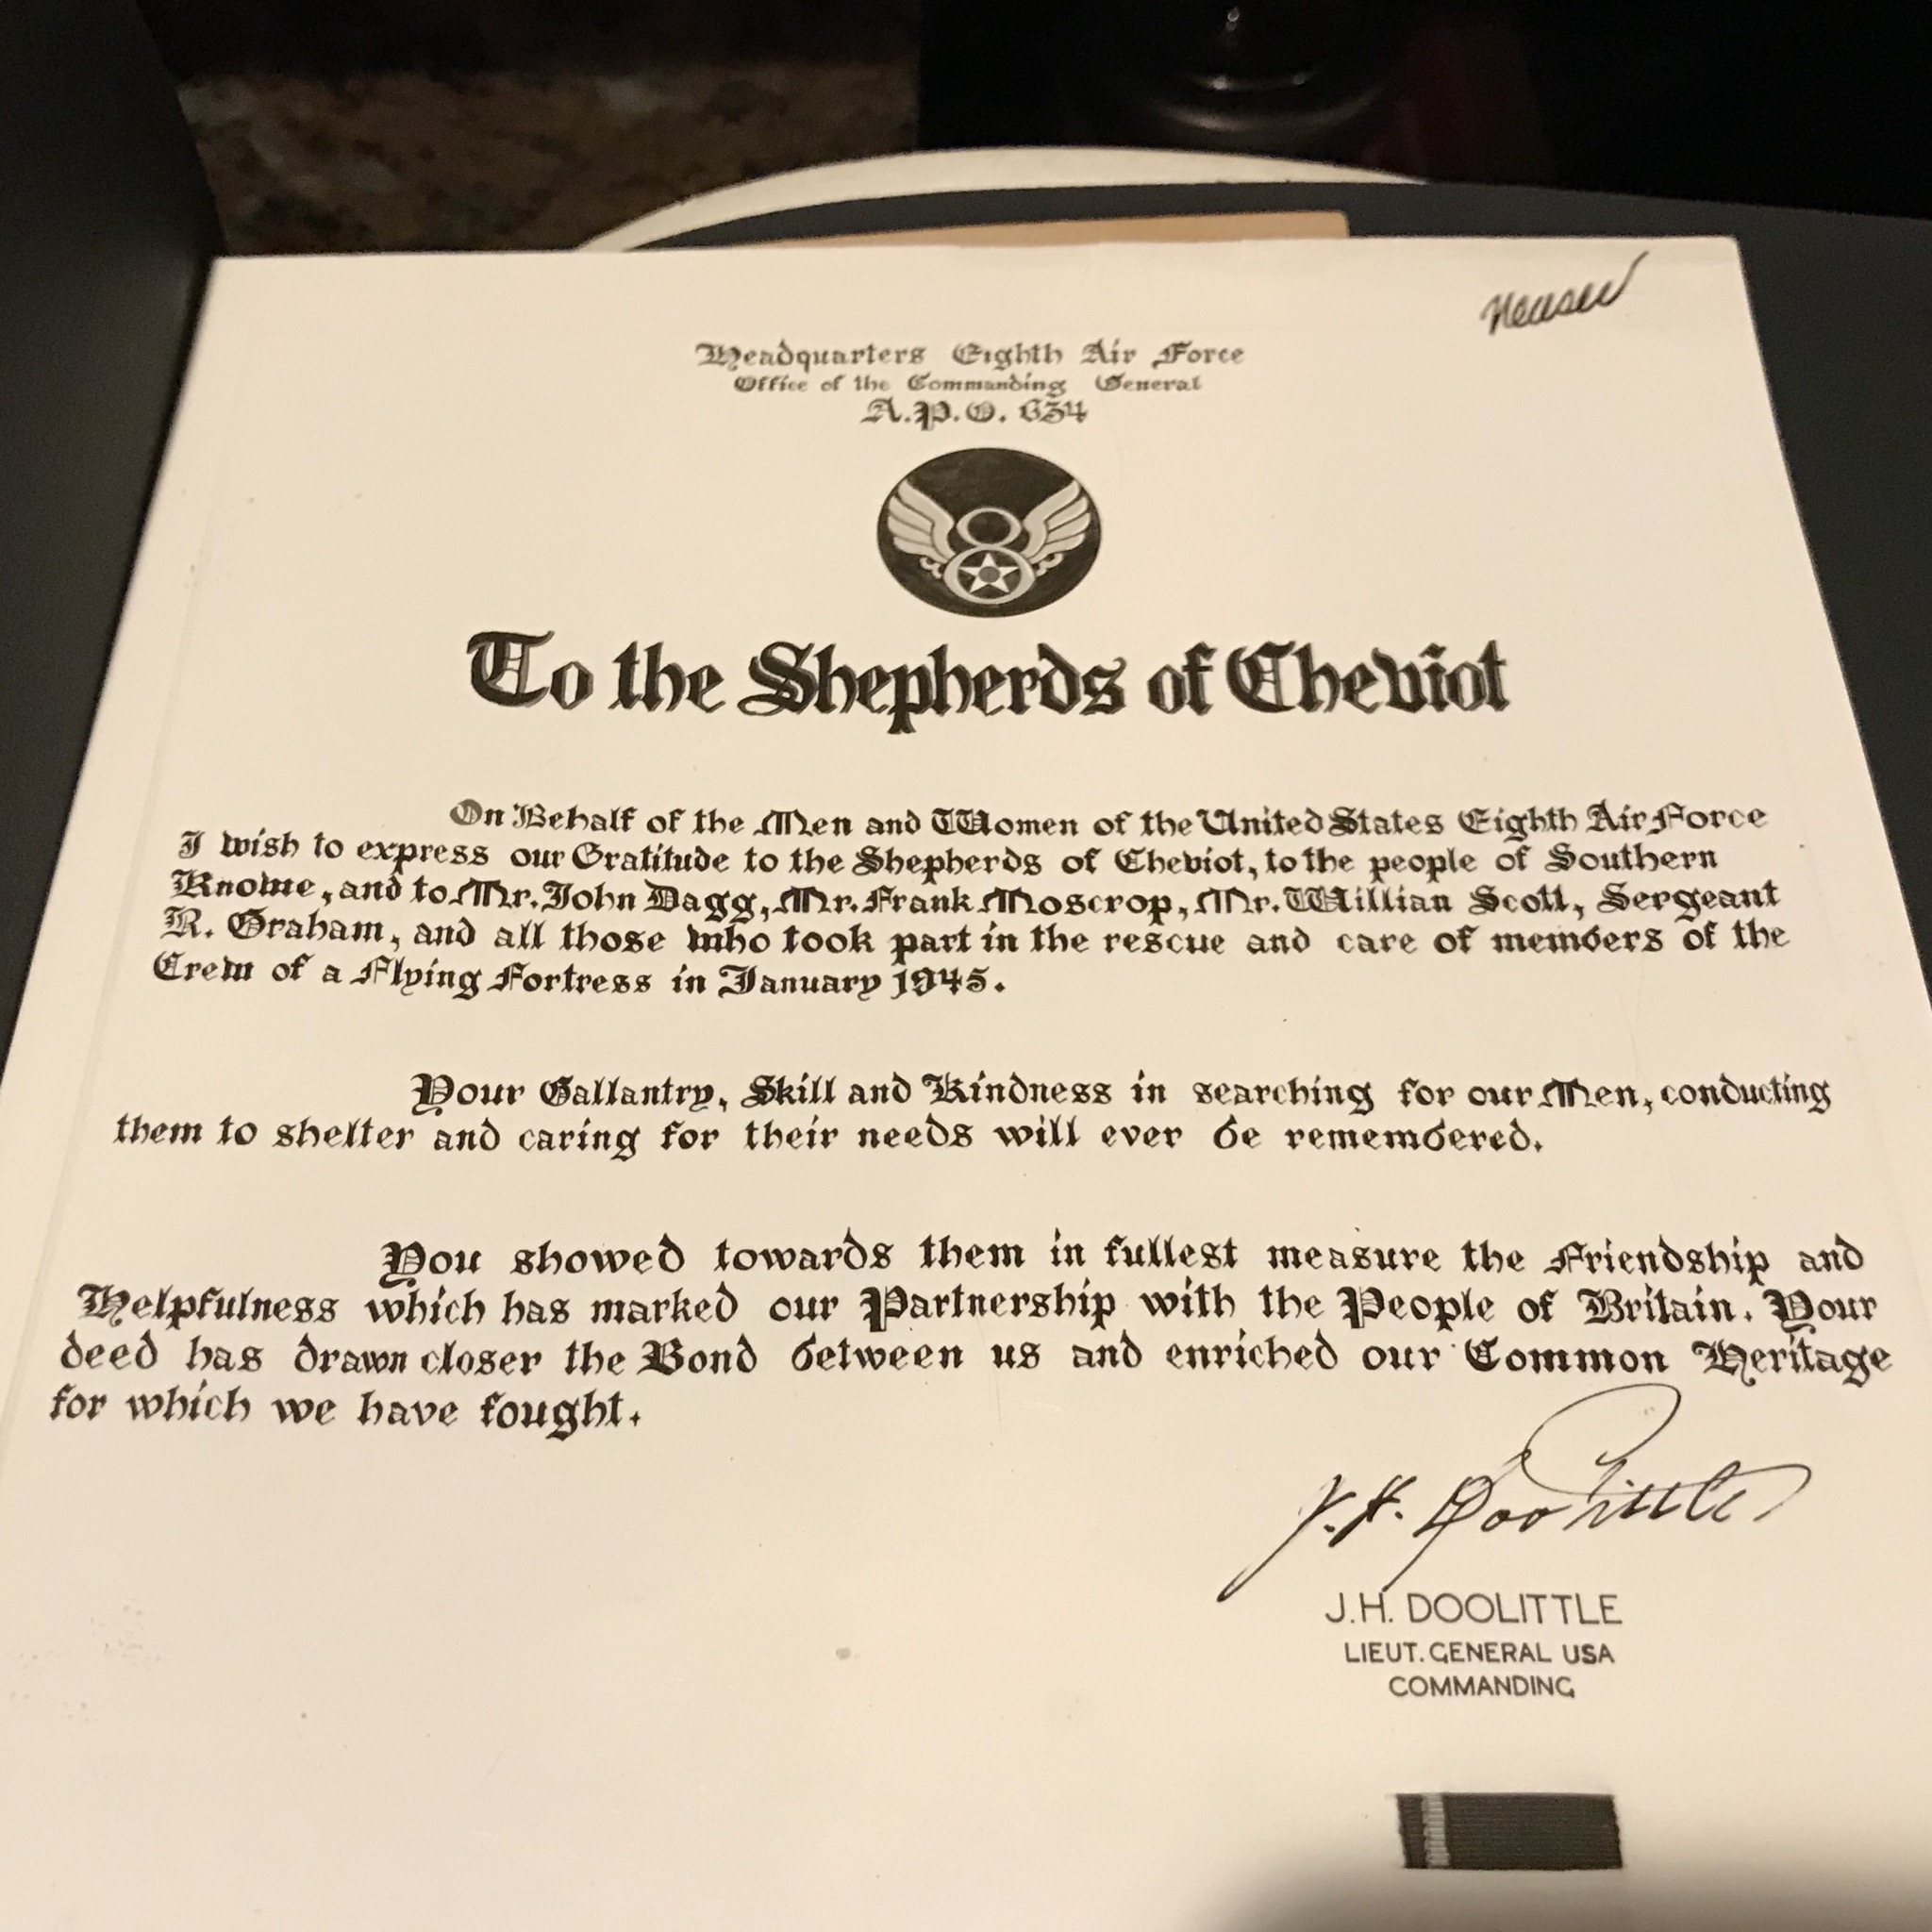 Headquarters Eighth Air Force
Office of the Commanding General
A.P.O. 634
8
To the Shepherds of Cheviot
On Behalf of the Men and Women of the United States Eighth Air Force
I wish to express our Gratitude to the Shepherds of Cheviot, to the people of Southern
Knowe, and to Mr. John Dagg, Mr. Frank Moscrop, Mr. Willian Scott, Sergeant
R. Graham, and all those who took part in the rescue and care of members of the
Crew of a Flying Fortress in January 1945.
Your Gallantry, Skill and Kindness in searching for our Men, conducting
them to shelter and caring for their needs will ever be remembered.
You showed towards them in fullest measure the Friendship and
Helpfulness which has marked our Partnership with the People of Britain. Your
deed has drawn closer the Bond between us and enriched our Common Heritage
for which we have fought.
J. H. Doolittle
J.H. DOOLITTLE
LIEUT. GENERAL USA
COMMANDING